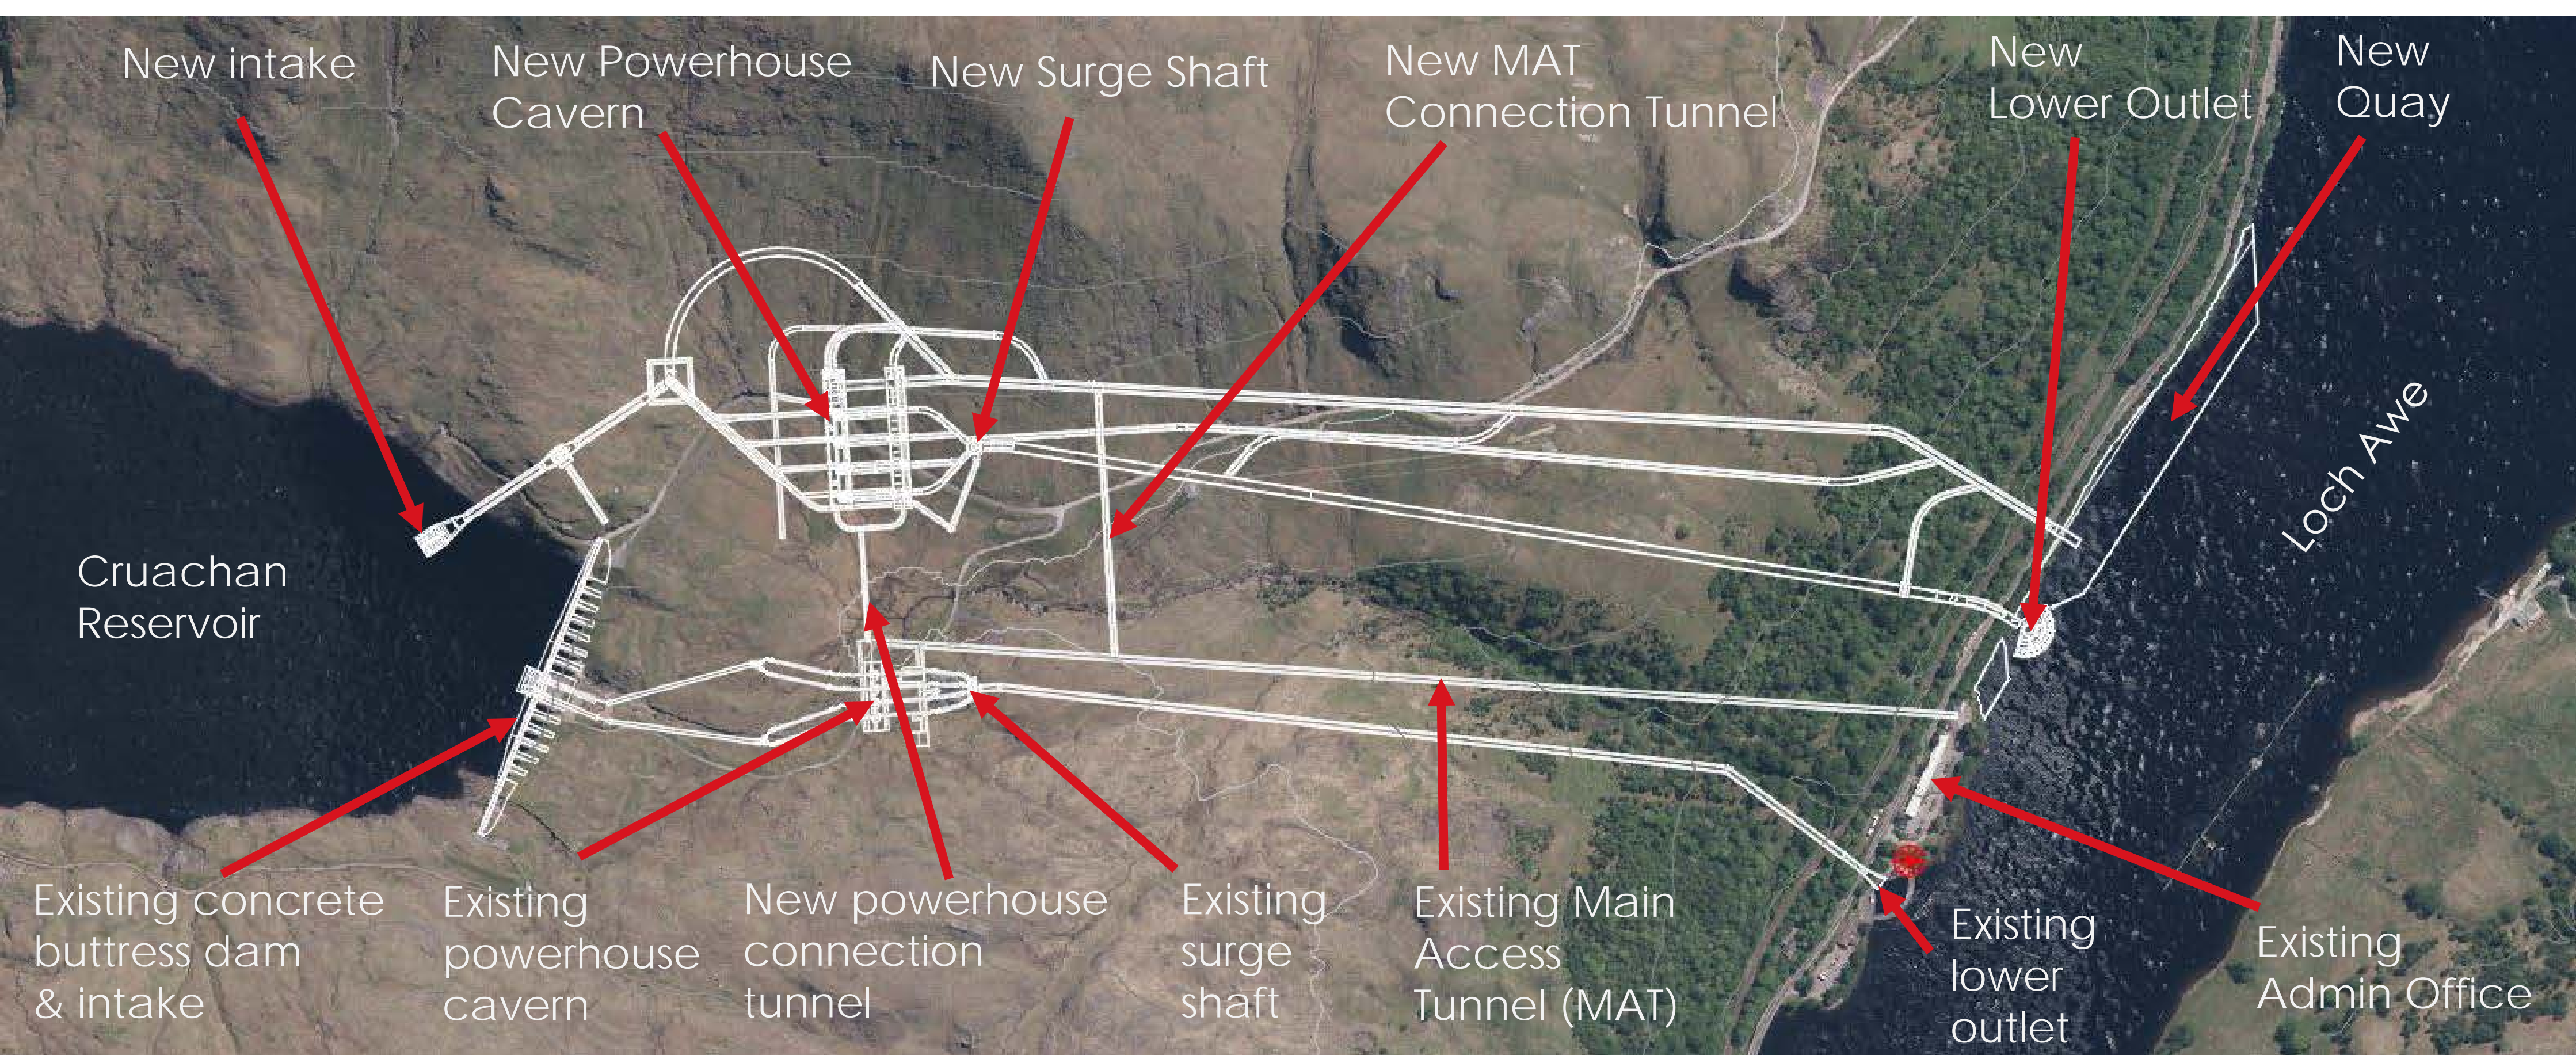 New intake
New Powerhouse
Cavern
New Surge Shaft
New MAT
Connection Tunnel
New
Lower Outlet
New
Quay
Loch Awe
Cruachan
Reservoir
Existing concrete
buttress dam
& intake
Existing
powerhouse
cavern
New powerhouse
connection
tunnel
Existing
surge
shaft
Existing Main
Access
Tunnel (MAT)
Existing
lower
outlet
Existing
Admin Office